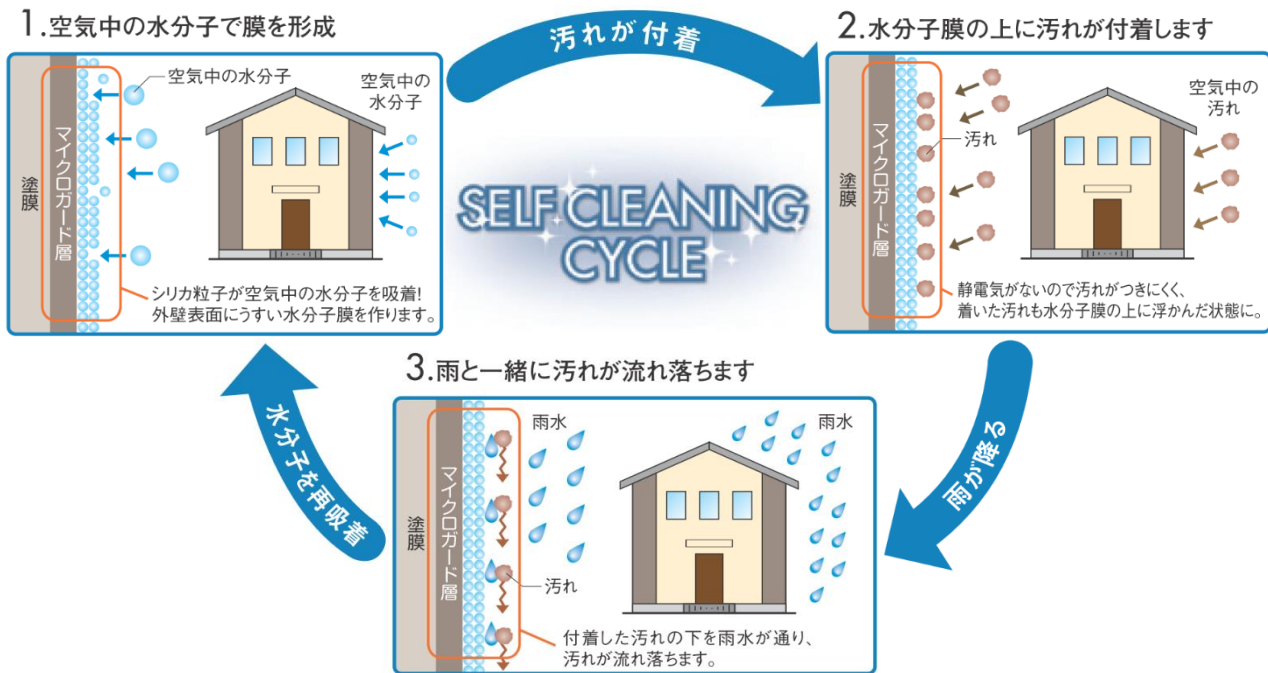 1.空気中の水分子で膜を形成
空気中の水分子
空気中の
水分子
塗膜
マイクロガード層
シリカ粒子が空気中の水分子を吸着!
外壁表面にうすい水分子膜を作ります。
汚れが付着
2.水分子膜の上に汚れが付着します
空気中の
汚れ
汚れ
塗膜
マイクロガード層
静電気がないので汚れがつきにくく、
着いた汚れも水分子膜の上に浮かんだ状態に。
SELF CLEANING
CYCLE
雨が降る
3.雨と一緒に汚れが流れ落ちます
雨水
雨水
塗膜
マイクロガード層
汚れ
付着した汚れの下を雨水が通り、
汚れが流れ落ちます。
水分子を再吸着